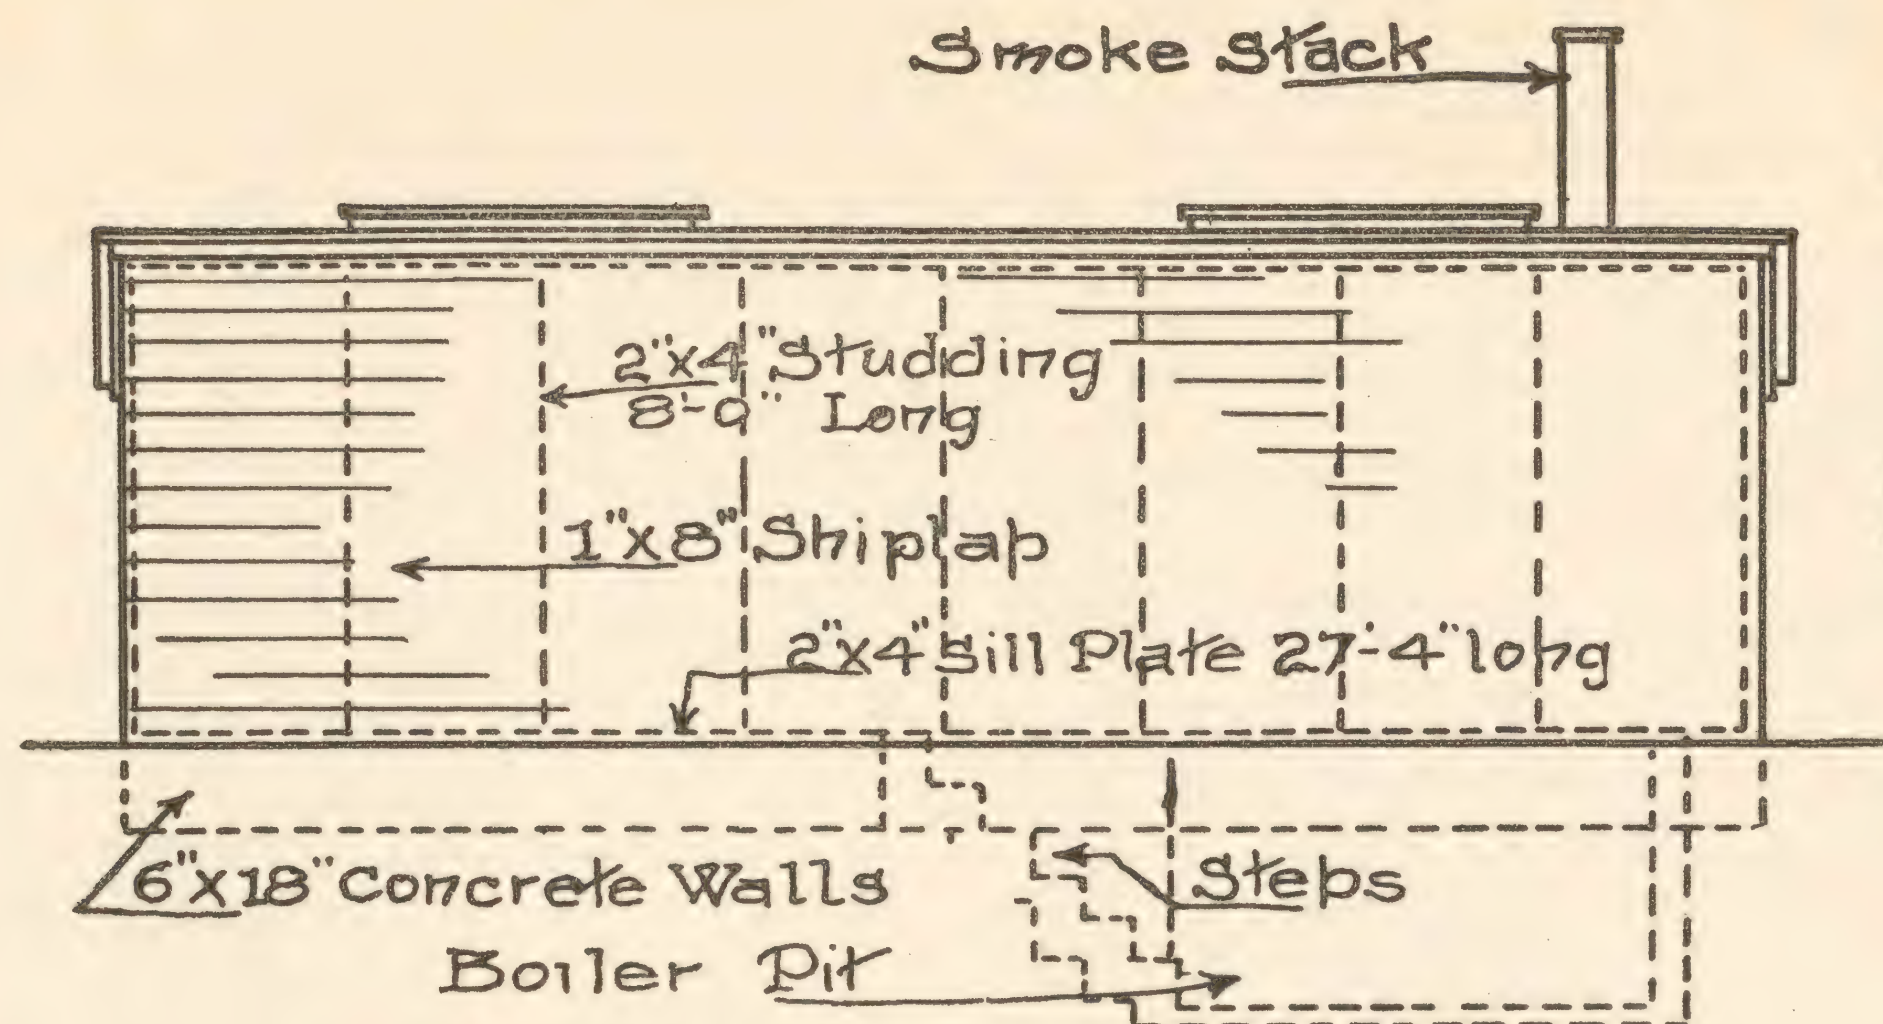 Smoke Stack
2"x4" Studding
8'-9" Long
1"x8" Shiplap
2"x4" Sill Plate 27'-4" long
6"x18" Concrete Walls
Steps
Boiler Pit